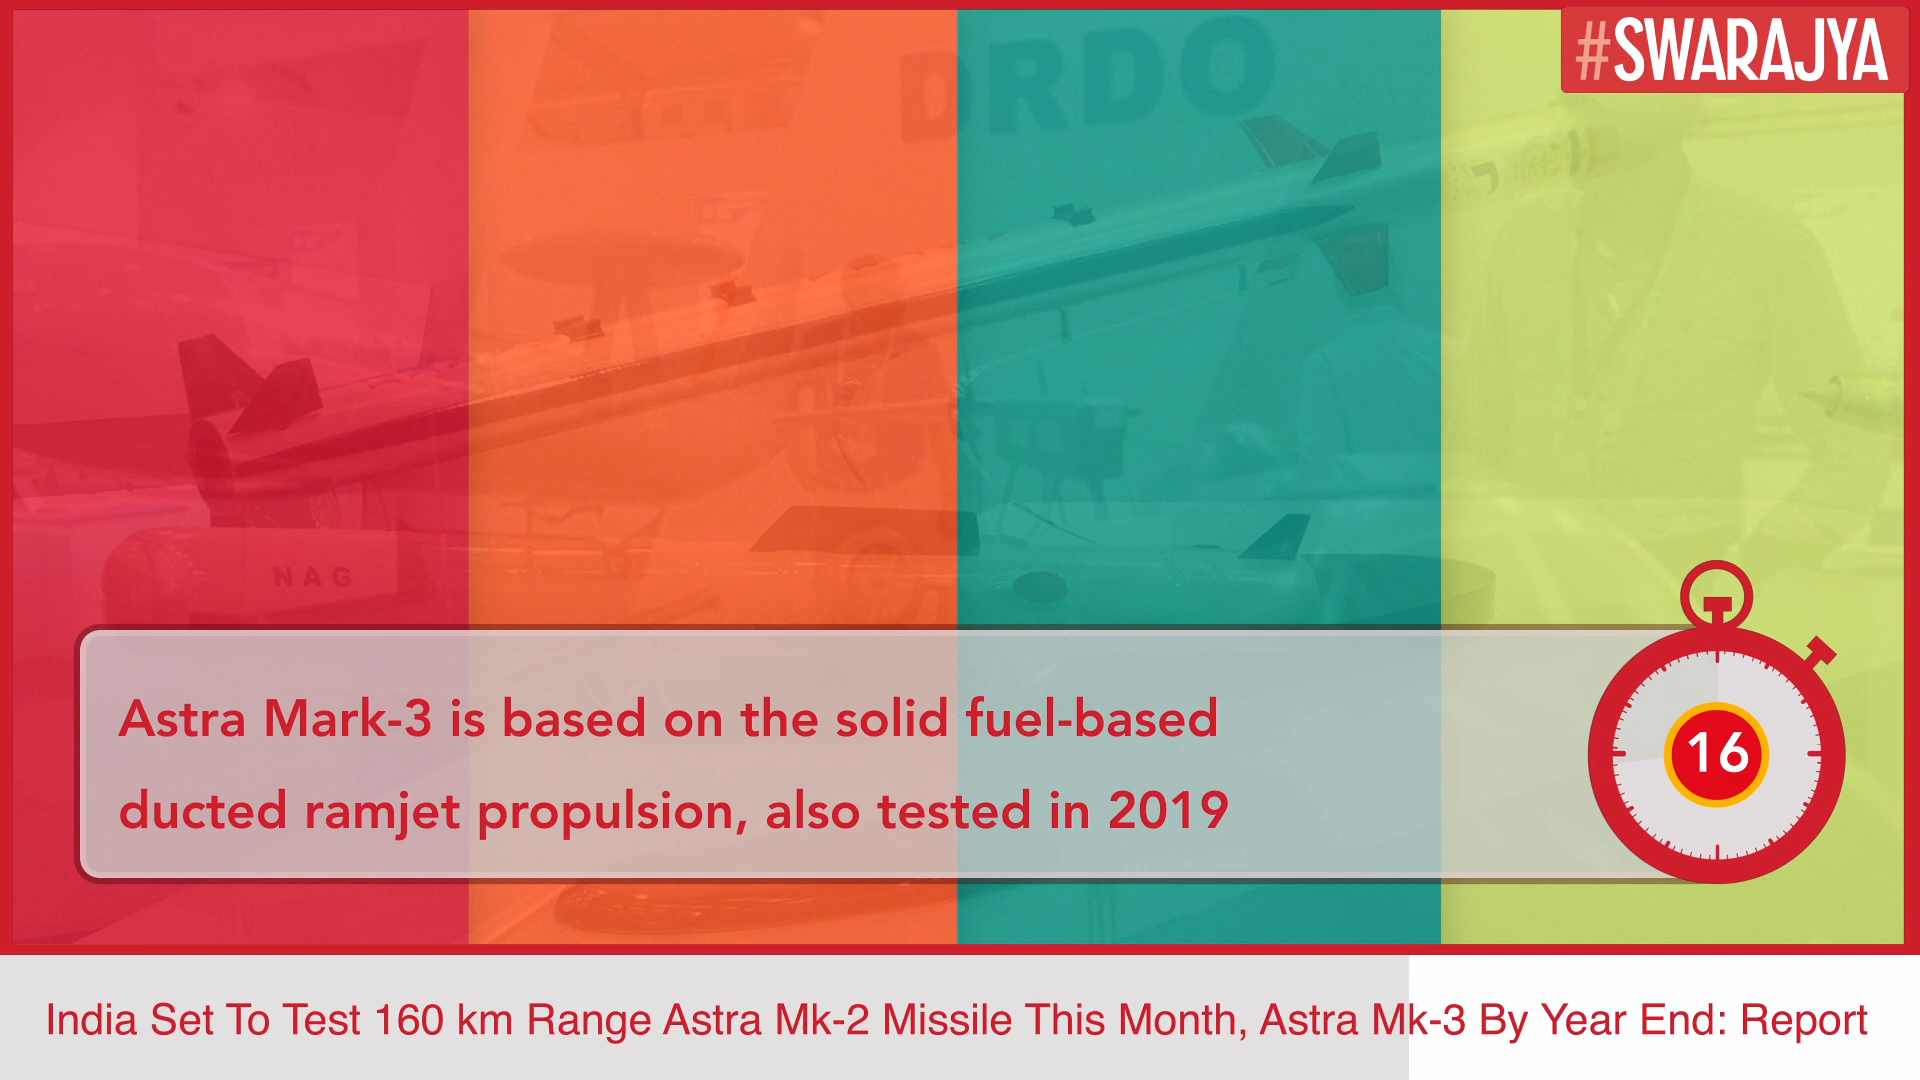 #SWARAJYA
DRDO
NAG
Astra Mark-3 is based on the solid fuel-based
ducted ramjet propulsion, also tested in 2019
16
India Set To Test 160 km Range Astra Mk-2 Missile This Month, Astra Mk-3 By Year End: Report